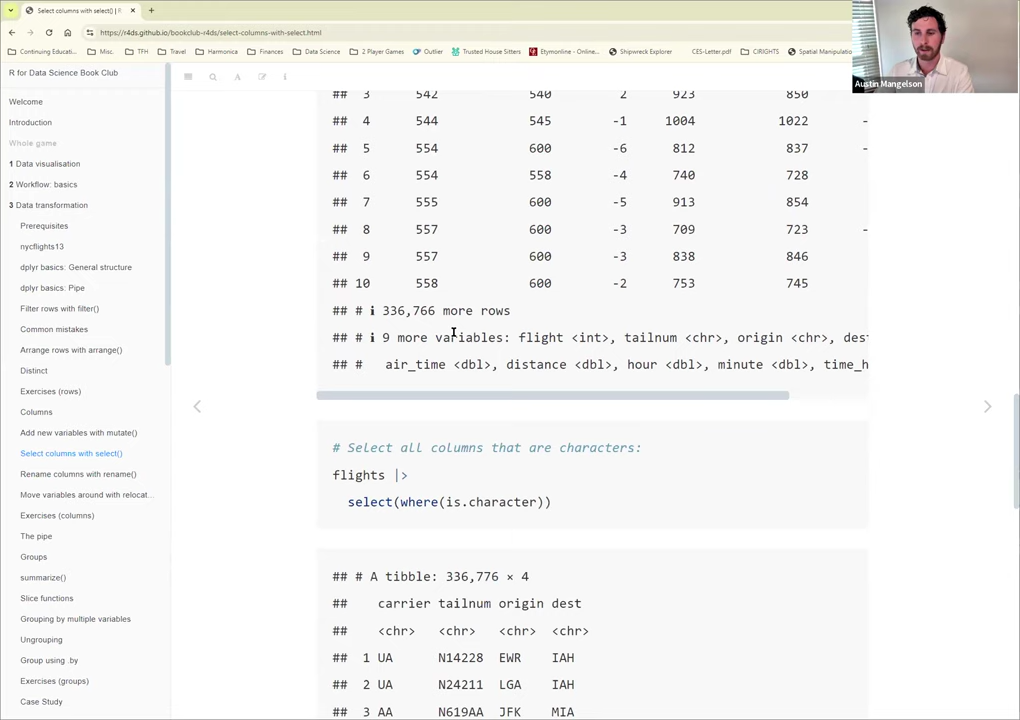 Select columns with select() | R
https://r4ds.github.io/bookclub-r4ds/select-columns-with-select.html
Continuing Educati...
Misc.
TFH
Travel
Harmonica
Finances
Data Science
2 Player Games
Outlier
Trusted House Sitters
Etymonline - Online...
Shipwreck Explorer
CES-Letter.pdf
CIRIGHTS
Spatial Manipulatio
Austin Mangelson
R for Data Science Book Club
Welcome
Introduction
Whole game
1 Data visualisation
2 Workflow: basics
3 Data transformation
Prerequisites
nycflights13
dplyr basics: General structure
dplyr basics: Pipe
Filter rows with filter()
Common mistakes
Arrange rows with arrange()
Distinct
Exercises (rows)
Columns
Add new variables with mutate()
Select columns with select()
Rename columns with rename()
Move variables around with relocat...
Exercises (columns)
The pipe
Groups
summarize()
Slice functions
Grouping by multiple variables
Ungrouping
Group using .by
Exercises (groups)
Case Study
## 3 542 540 2 923 850
## 4 544 545 -1 1004 1022 -
## 5 554 600 -6 812 837 -
## 6 554 558 -4 740 728
## 7 555 600 -5 913 854
## 8 557 600 -3 709 723 -
## 9 557 600 -3 838 846
## 10 558 600 -2 753 745
## # ℹ 336,766 more rows
## # ℹ 9 more variables: flight <int>, tailnum <chr>, origin <chr>, dest
## # air_time <dbl>, distance <dbl>, hour <dbl>, minute <dbl>, time_h
# Select all columns that are characters:
flights |>
select(where(is.character))
## # A tibble: 336,776 × 4
## carrier tailnum origin dest
## <chr> <chr> <chr> <chr>
## 1 UA N14228 EWR IAH
## 2 UA N24211 LGA IAH
## 3 AA N619AA JFK MIA